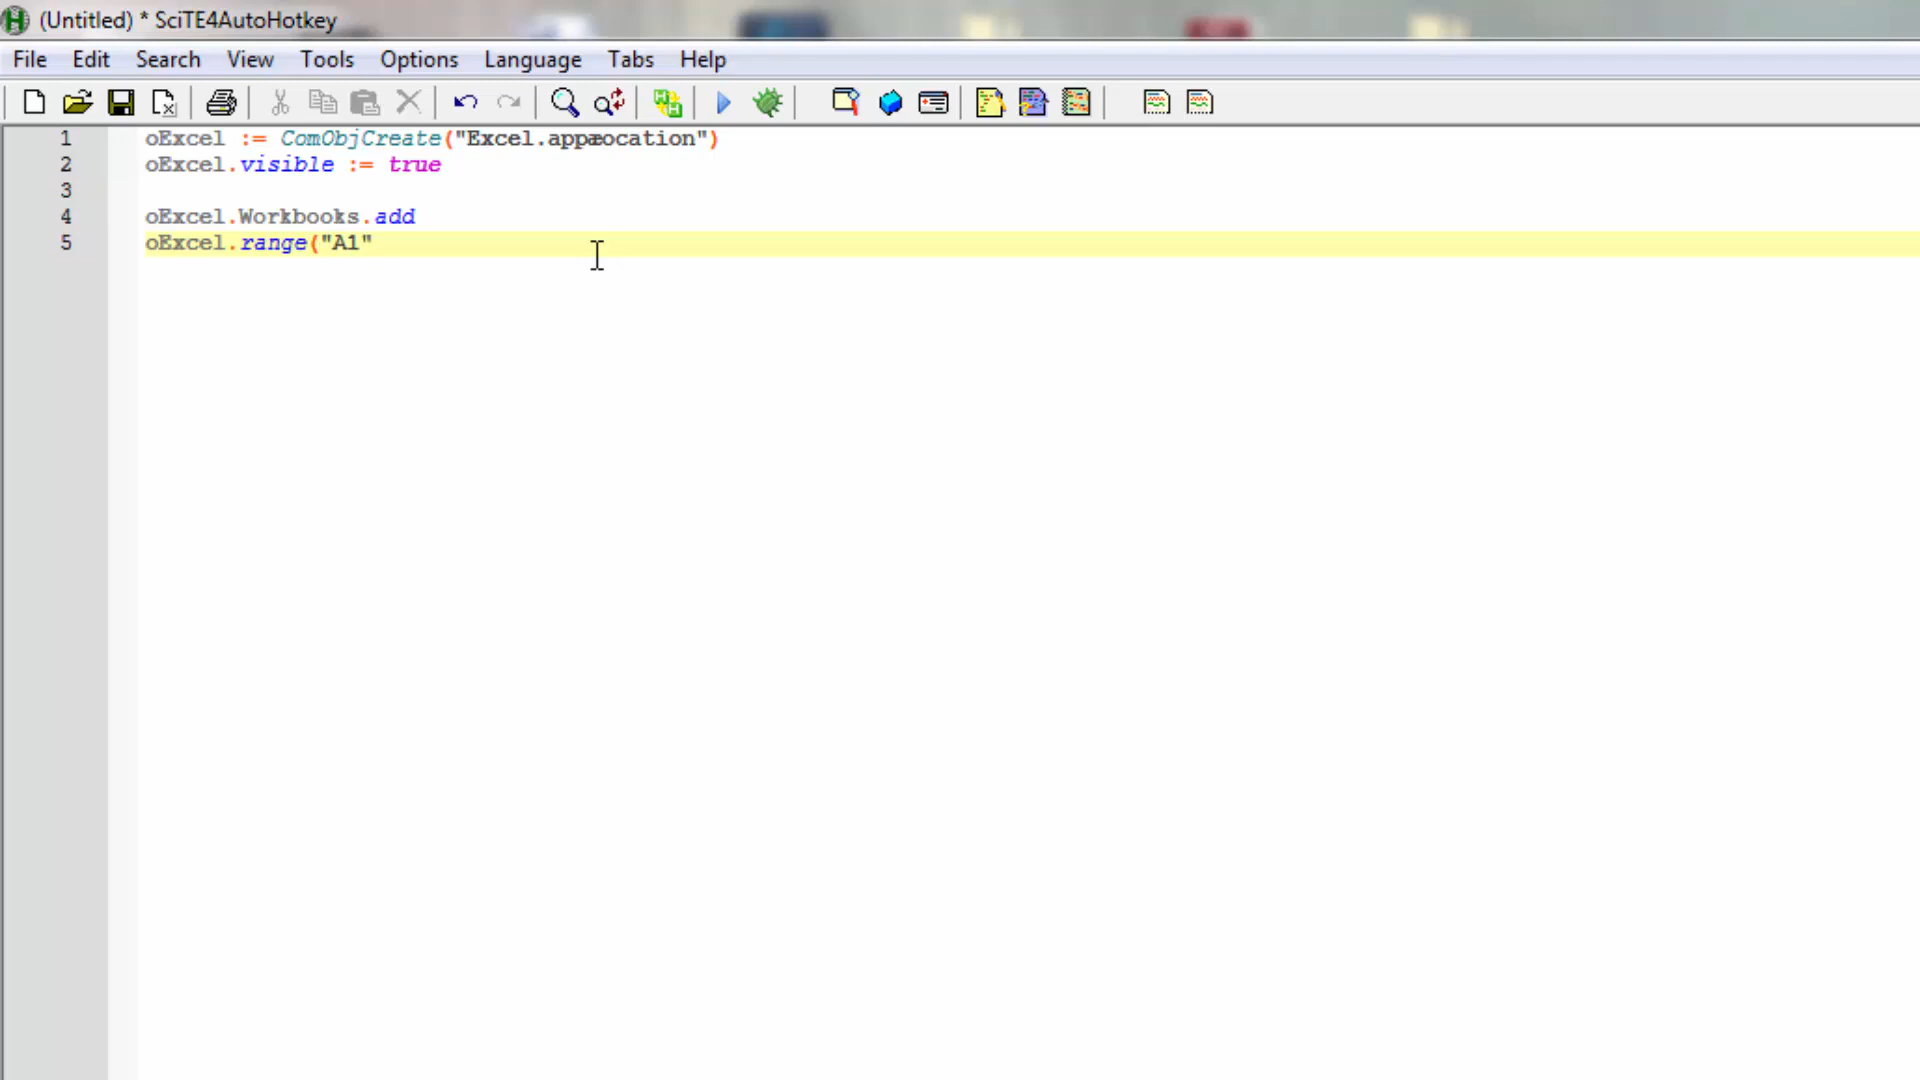 (Untitled) * SciTE4AutoHotkey
File Edit Search View Tools Options Language Tabs Help
1 oExcel := ComObjCreate("Excel.appæocation")
2 oExcel.visible := true
3
4 oExcel.Workbooks.add
5 oExcel.range("A1"